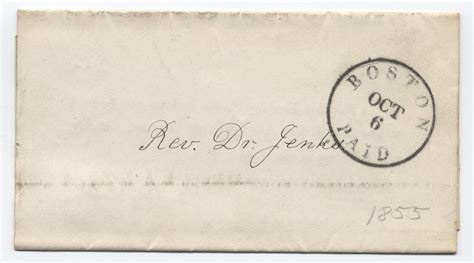 BOSTON
OCT
6
PAID
Rev. Dr. Jenks
1855